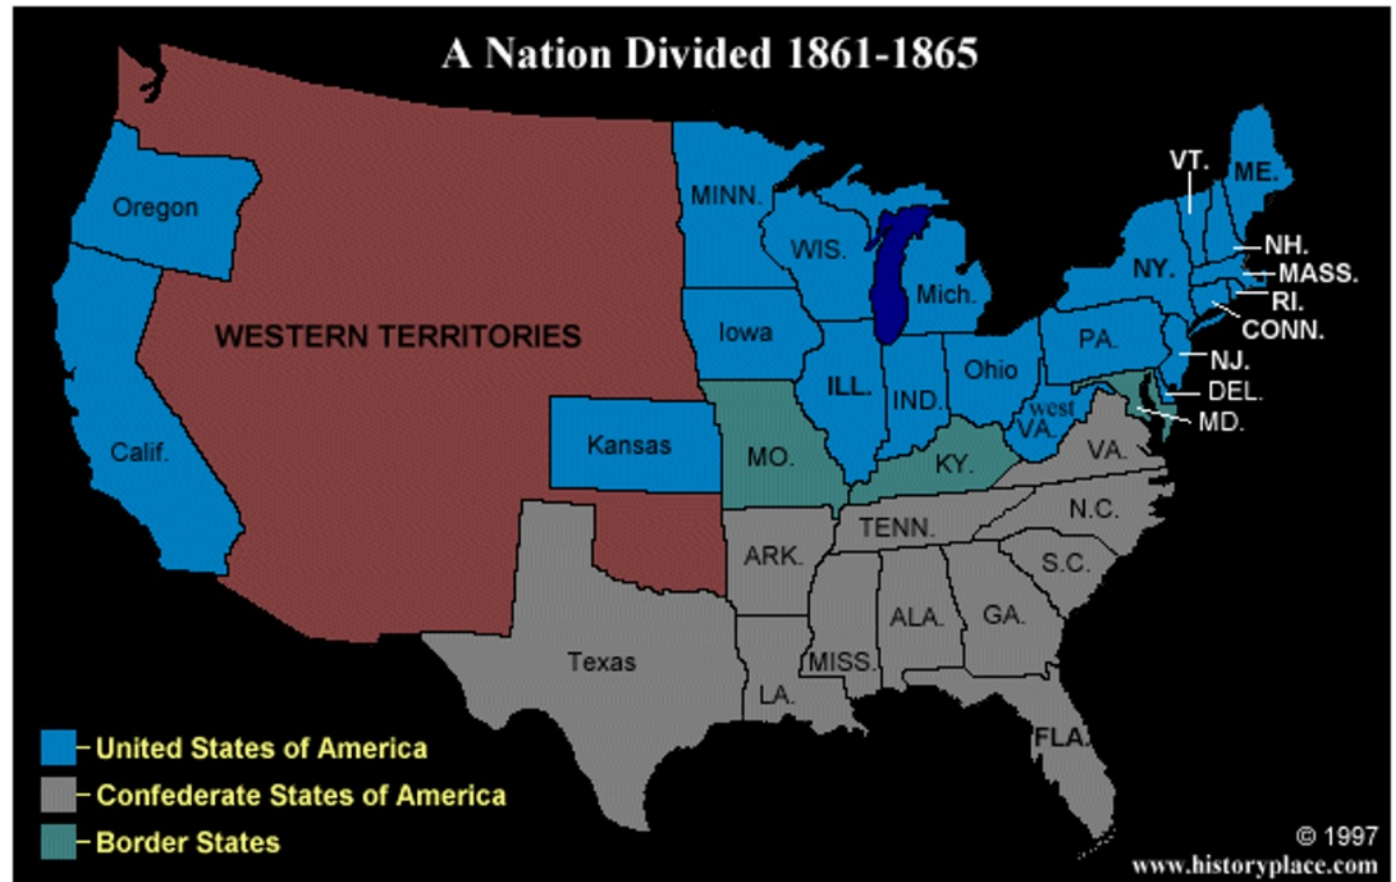 A Nation Divided 1861-1865
VT.
ME.
Oregon
MINN.
WIS.
NH.
NY.
MASS.
Mich.
RI.
CONN.
WESTERN TERRITORIES
Iowa
PA.
NJ.
Ohio
ILL.
IND.
DEL.
west
VA.
MD.
Calif.
Kansas
MO.
KY.
VA.
N.C.
TENN.
ARK.
S.C.
ALA.
GA.
Texas
MISS.
LA.
FLA.
United States of America
Confederate States of America
Border States
© 1997
www.historyplace.com